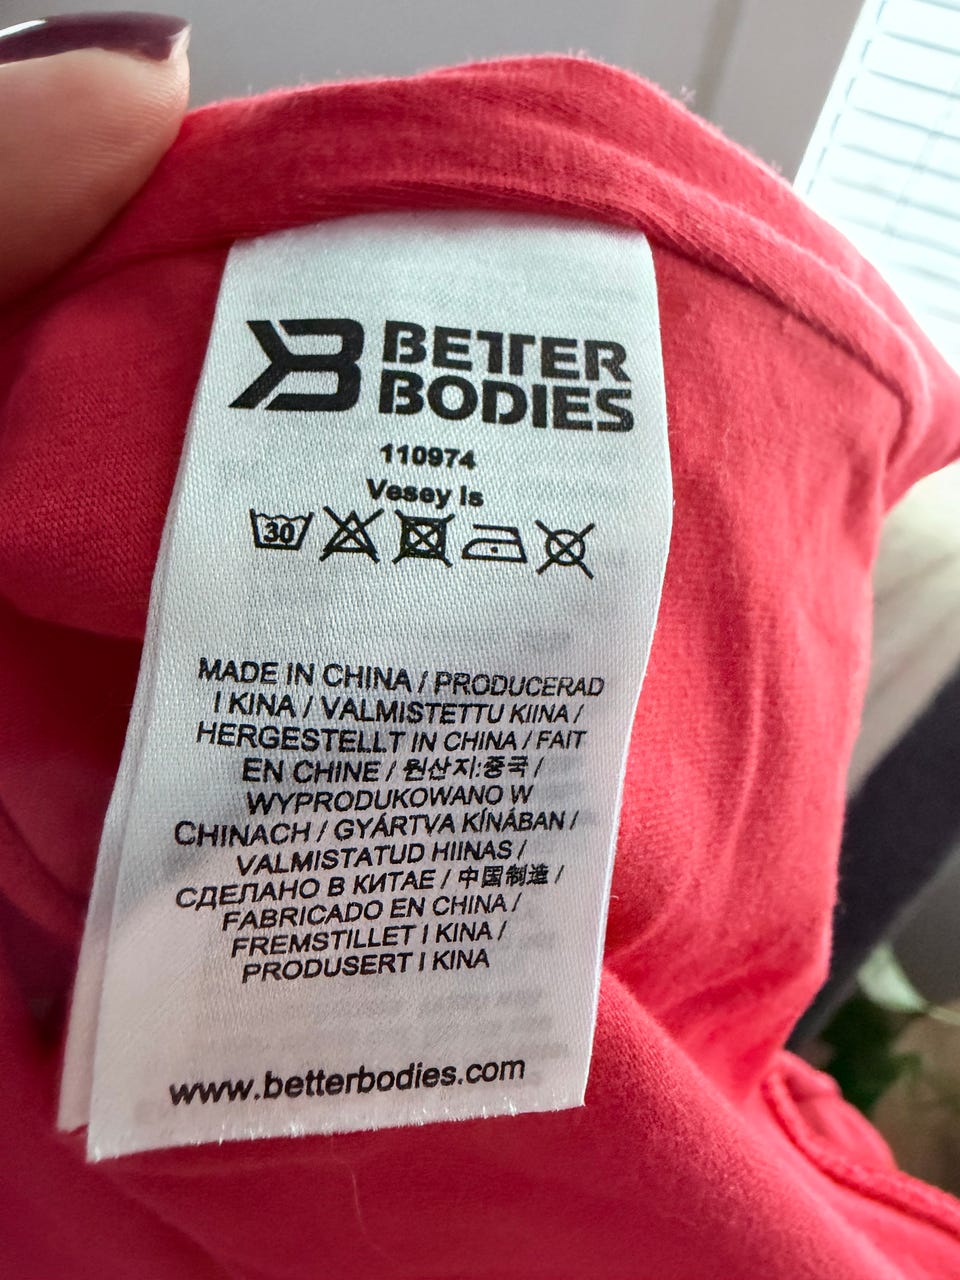 BETTER
BODIES
110974
Vesey ls
30
MADE IN CHINA / PRODUCERAD
I KINA / VALMISTETTU KIINA /
HERGESTELLT IN CHINA / FAIT
EN CHINE / 원산지:중국 /
WYPRODUKOWANO W
CHINACH / GYÁRTVA KÍNÁBAN /
VALMISTATUD HIINAS /
СДЕЛАНО В КИТАЕ / 中国制造 /
FABRICADO EN CHINA /
FREMSTILLET I KINA /
PRODUSERT I KINA
www.betterbodies.com